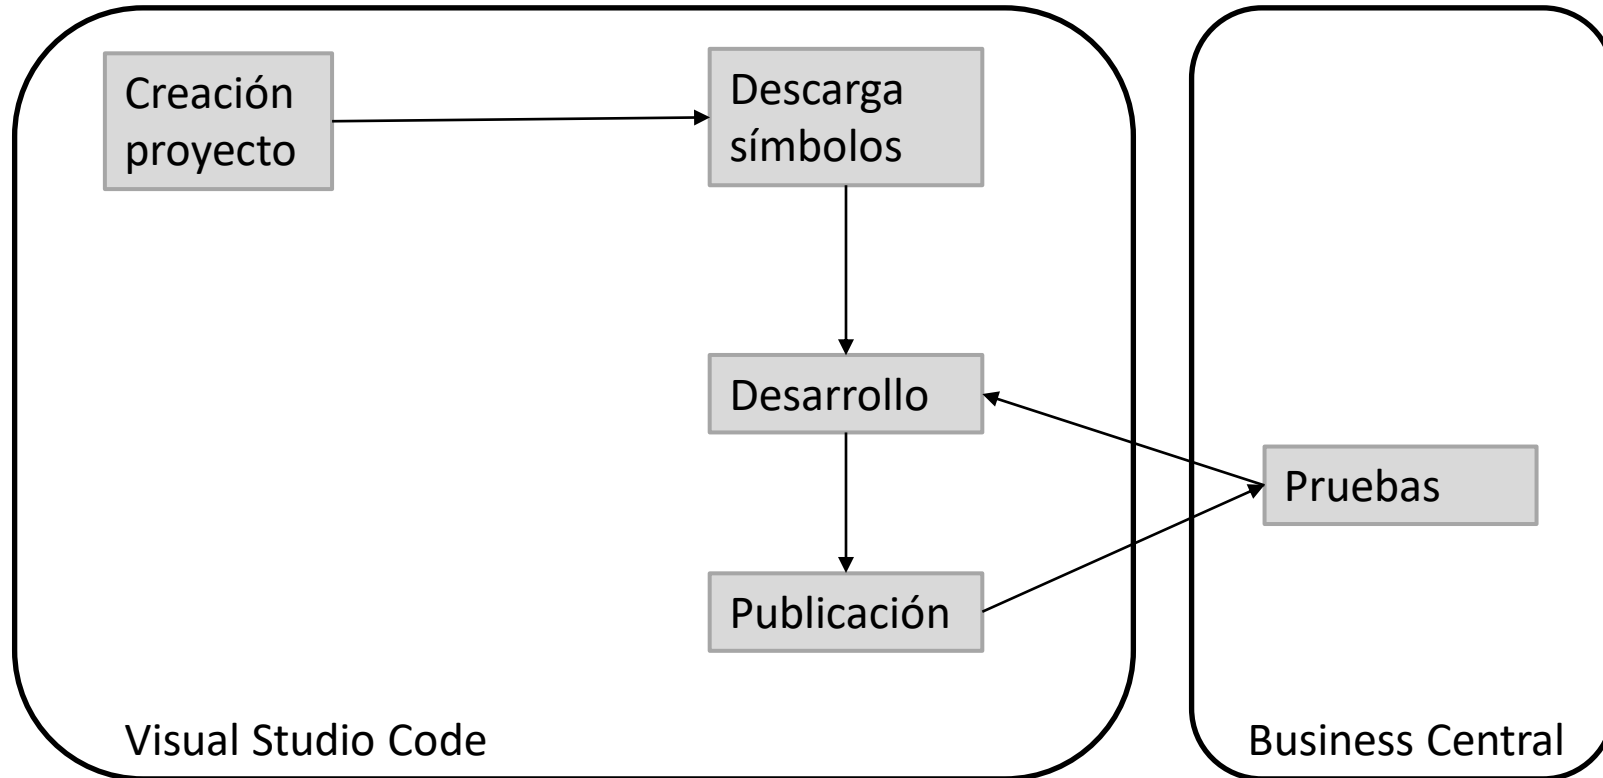 Creación
proyecto
Descarga
símbolos
Desarrollo
Pruebas
Publicación
Visual Studio Code
Business Central